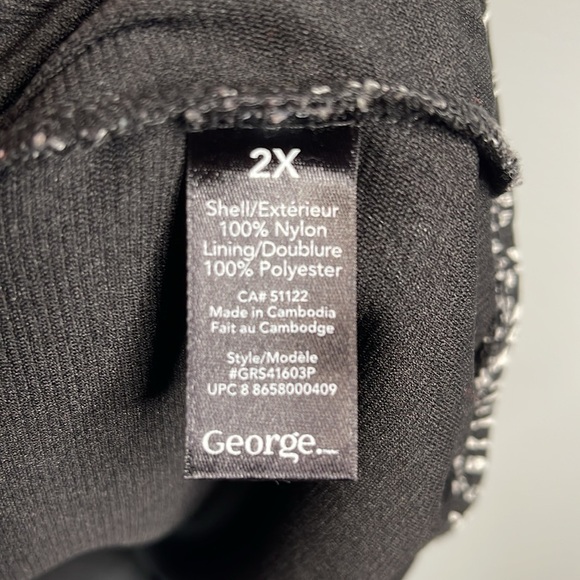 2X
Shell/Extérieur
100% Nylon
Lining/Doublure
100% Polyester
CA# 51122
Made in Cambodia
Fait au Cambodge
Style/Modèle
#GRS41603P
UPC 8 8658000409
George.